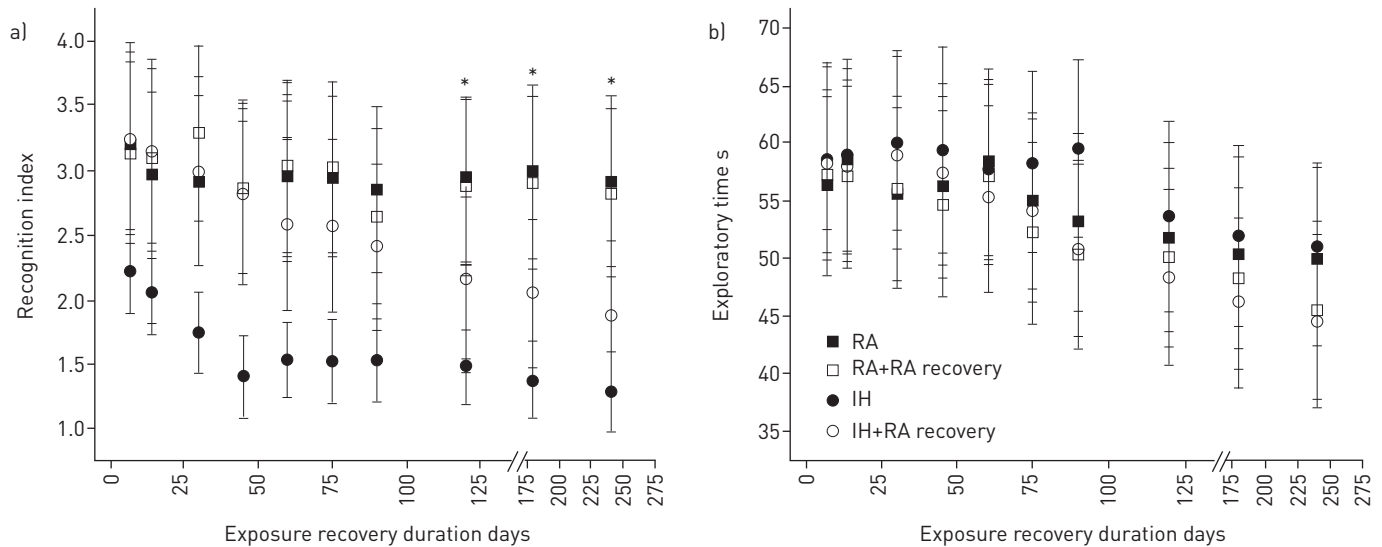 a)
4.0
3.5
3.0
2.5
2.0
1.5
1.0
Recognition index
* * *
0 25 50 75 100 125 175 200 225 250 275
Exposure recovery duration days
b)
70
65
60
55
50
45
40
35
Exploratory time s
RA
RA+RA recovery
IH
IH+RA recovery
0 25 50 75 100 125 175 200 225 250 275
Exposure recovery duration days